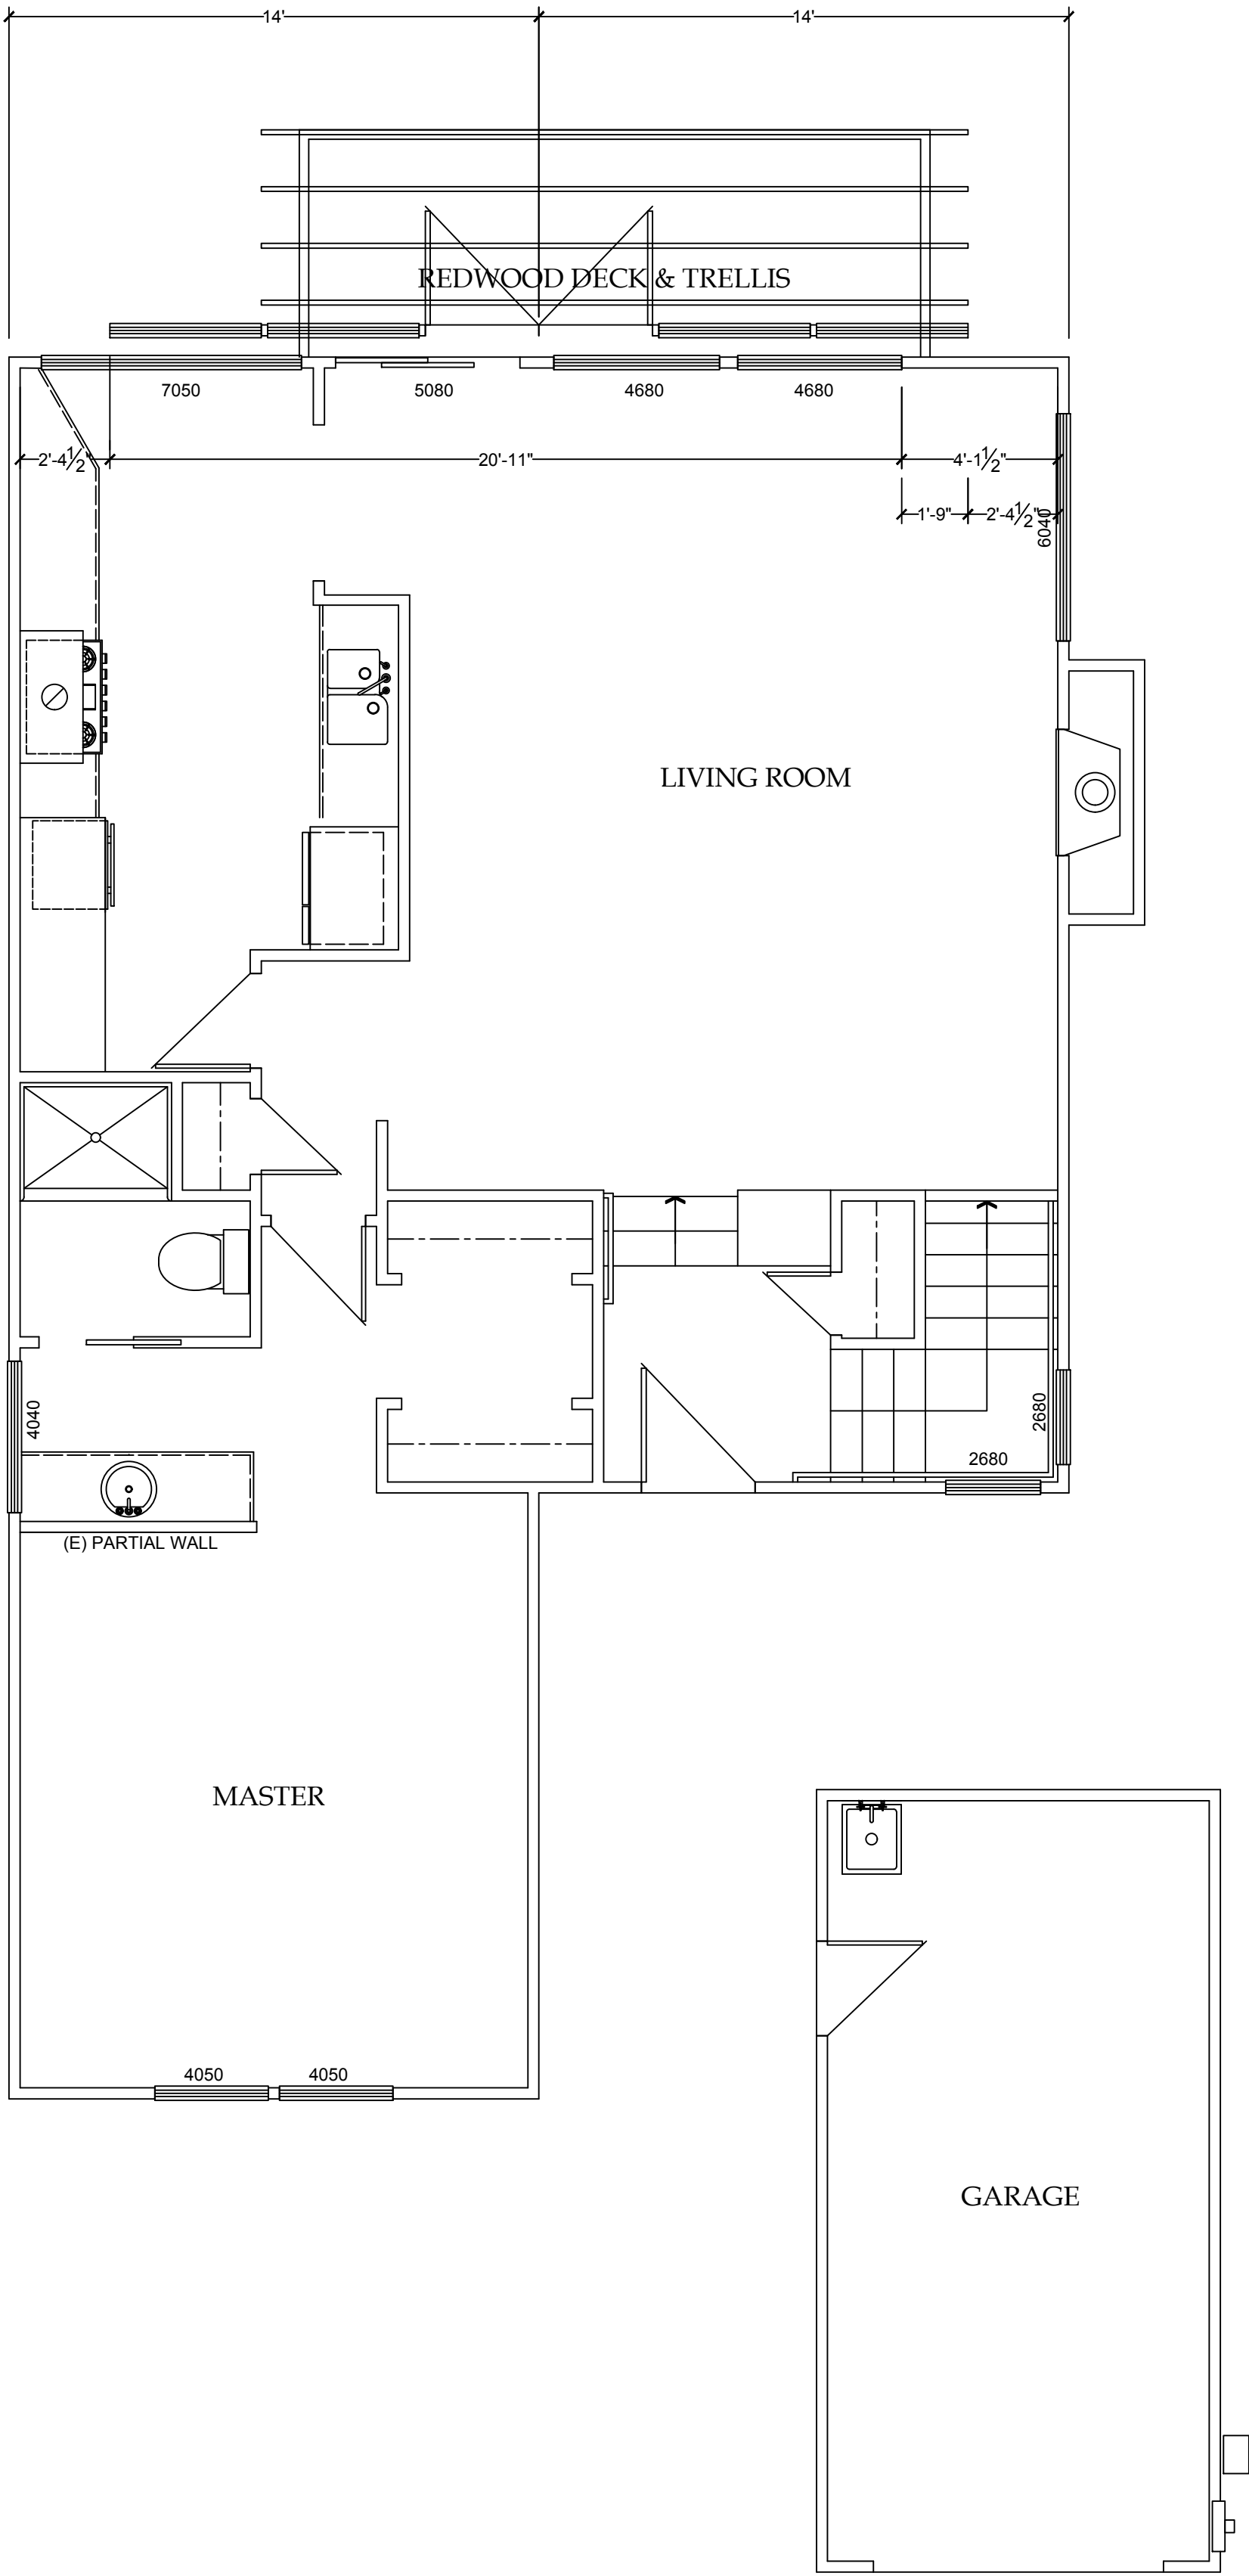 14' 14'
REDWOOD DECK & TRELLIS
7050 5080 4680 4680
2'-4½" 20'-11" 4'-1½"
1'-9" 2'-4½"
6040
LIVING ROOM
4040
2680
2680
(E) PARTIAL WALL
MASTER
4050 4050
GARAGE